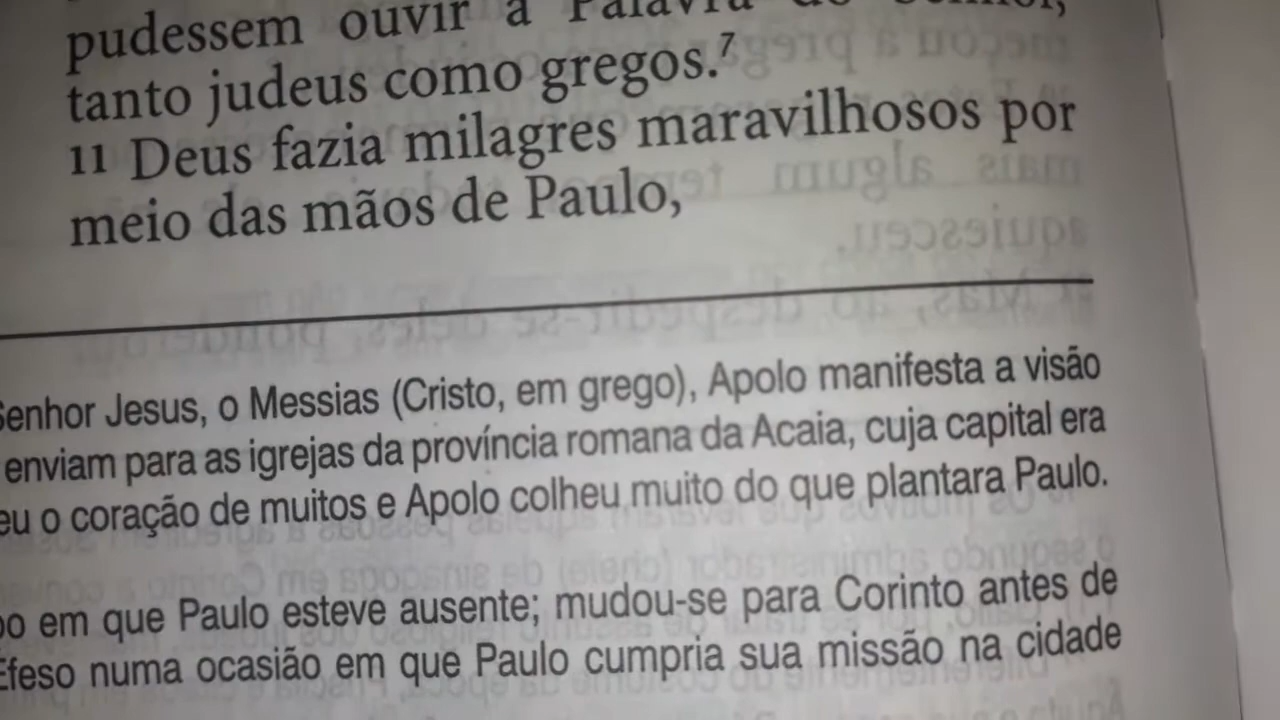 pudessem ouvir a Palavra do Senhor,
tanto judeus como gregos.⁷
11 Deus fazia milagres maravilhosos por
meio das mãos de Paulo,
Senhor Jesus, o Messias (Cristo, em grego), Apolo manifesta a visão
enviam para as igrejas da província romana da Acaia, cuja capital era
eu o coração de muitos e Apolo colheu muito do que plantara Paulo.
po em que Paulo esteve ausente; mudou-se para Corinto antes de
Efeso numa ocasião em que Paulo cumpria sua missão na cidade